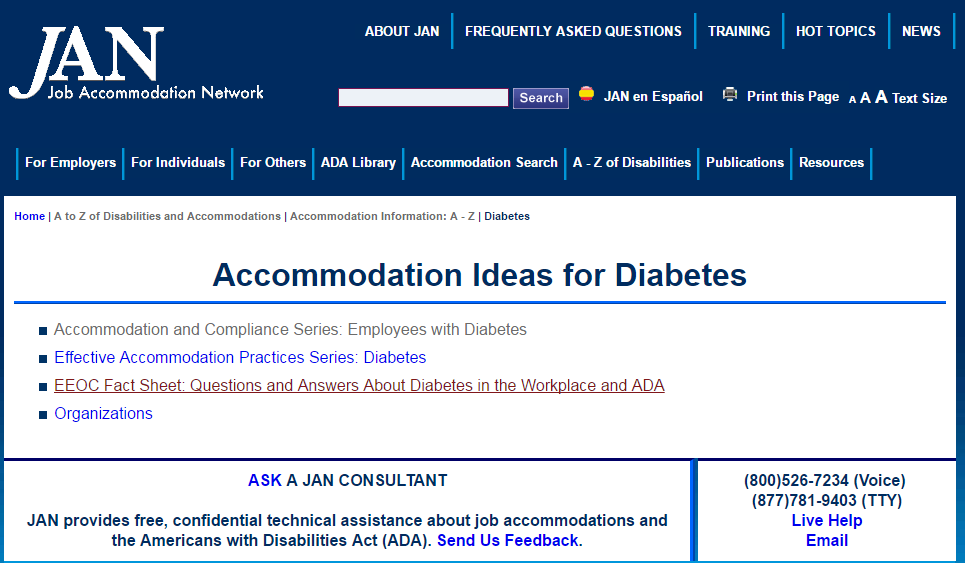 JAN
Job Accommodation Network
ABOUT JAN
FREQUENTLY ASKED QUESTIONS
TRAINING
HOT TOPICS
NEWS
Search
JAN en Español
Print this Page
A A A Text Size
For Employers
For Individuals
For Others
ADA Library
Accommodation Search
A - Z of Disabilities
Publications
Resources
Home | A to Z of Disabilities and Accommodations | Accommodation Information: A - Z | Diabetes
Accommodation Ideas for Diabetes
Accommodation and Compliance Series: Employees with Diabetes
Effective Accommodation Practices Series: Diabetes
EEOC Fact Sheet: Questions and Answers About Diabetes in the Workplace and ADA
Organizations
ASK A JAN CONSULTANT
JAN provides free, confidential technical assistance about job accommodations and
the Americans with Disabilities Act (ADA). Send Us Feedback.
(800)526-7234 (Voice)
(877)781-9403 (TTY)
Live Help
Email